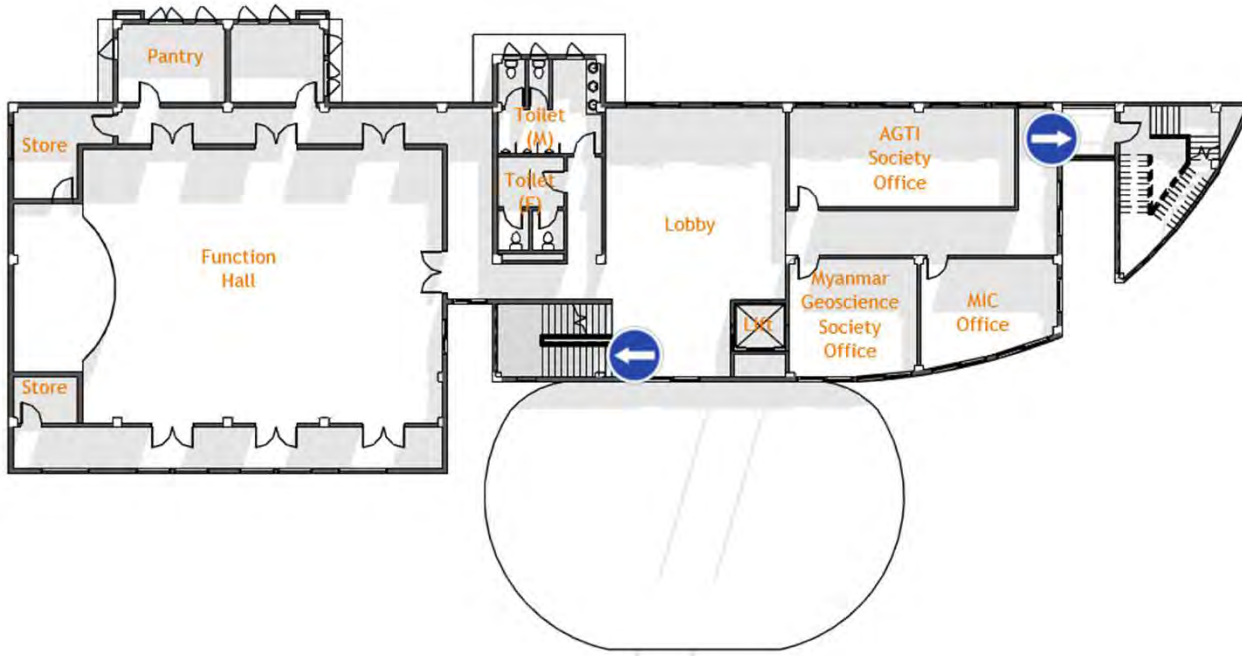 Pantry
Store
Toilet
(M)
Toilet
(F)
AGTI
Society
Office
Function
Hall
Lobby
Myanmar
Geoscience
Society
Office
MIC
Office
Lift
Store